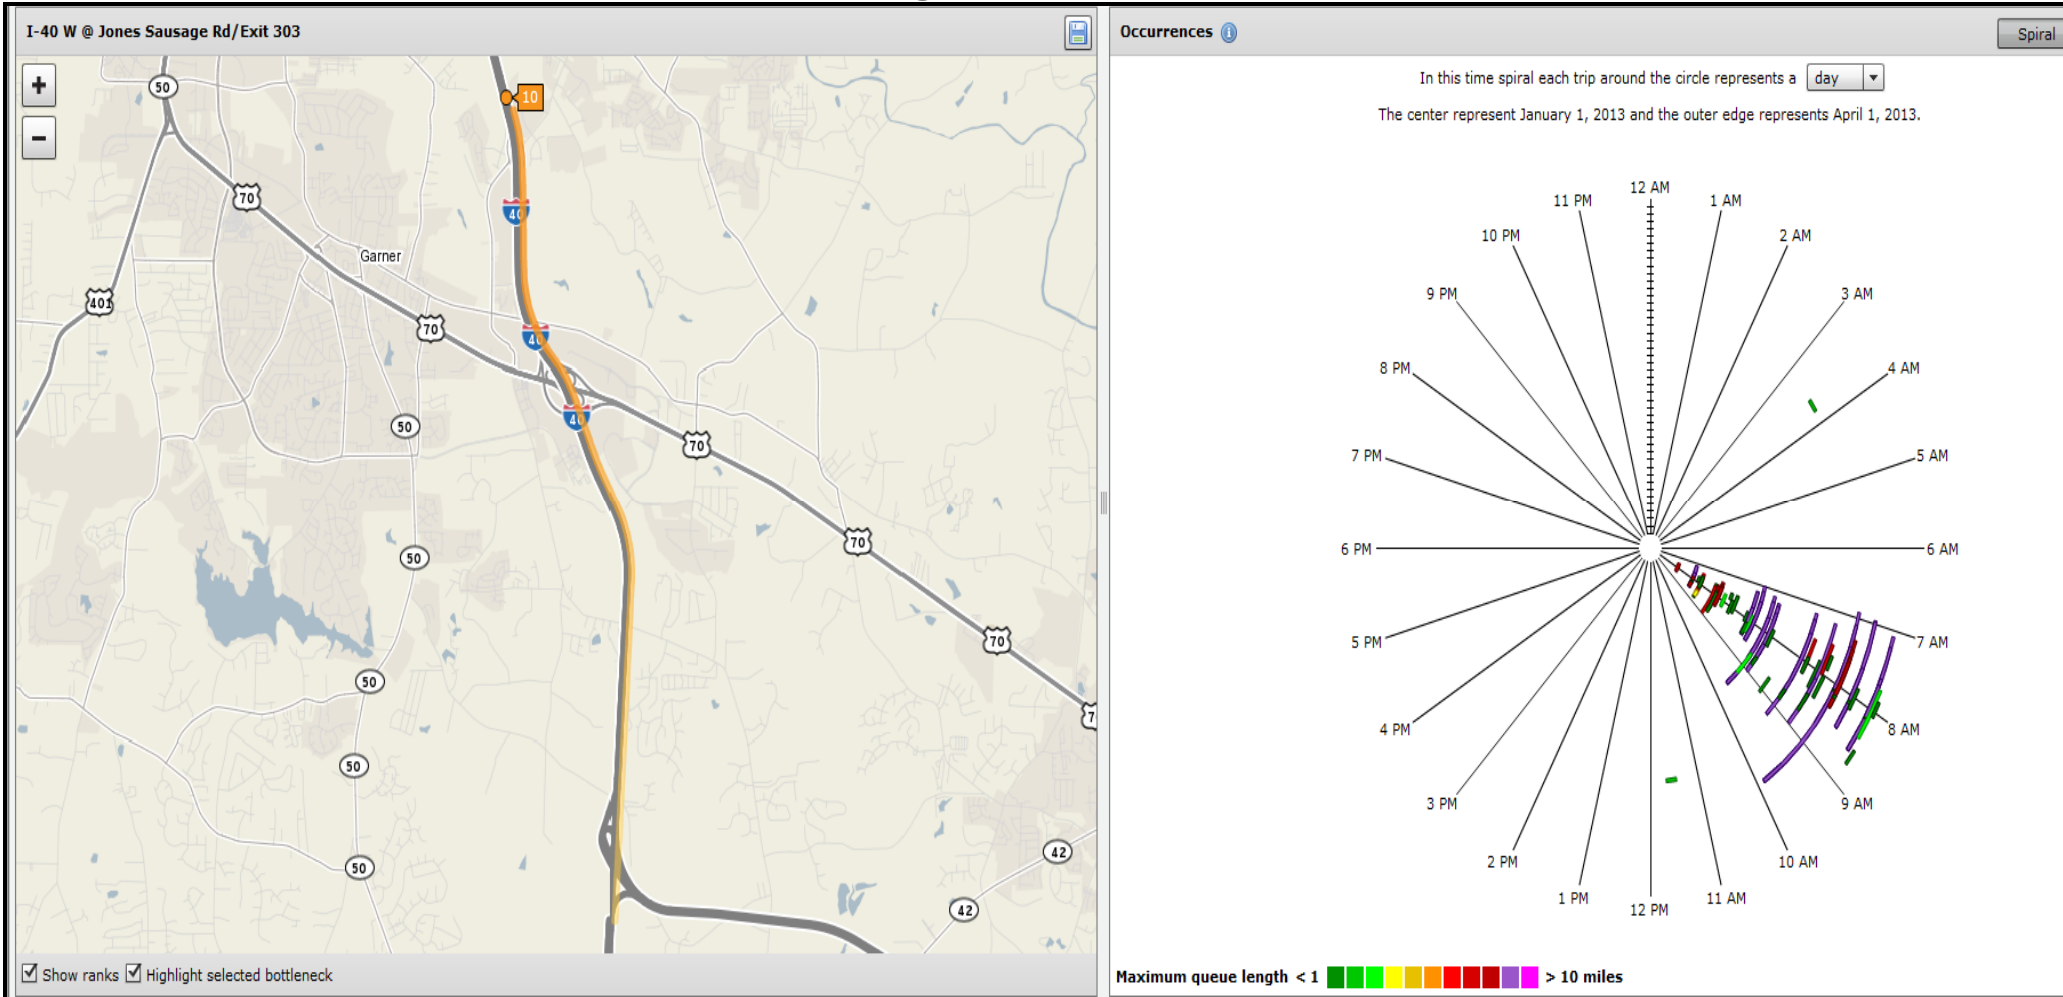 I-40 W @ Jones Sausage Rd/Exit 303
+
−
50
10
70
40
Garner
401
70
40
40
50
70
50
70
70
50
7
50
42
50
42
Show ranks Highlight selected bottleneck
Occurrences i
Spiral
In this time spiral each trip around the circle represents a day
The center represent January 1, 2013 and the outer edge represents April 1, 2013.
12 AM
11 PM
1 AM
10 PM
2 AM
9 PM
3 AM
8 PM
4 AM
7 PM
5 AM
6 PM
6 AM
5 PM
7 AM
4 PM
8 AM
3 PM
9 AM
2 PM
10 AM
1 PM
11 AM
12 PM
Maximum queue length < 1 > 10 miles